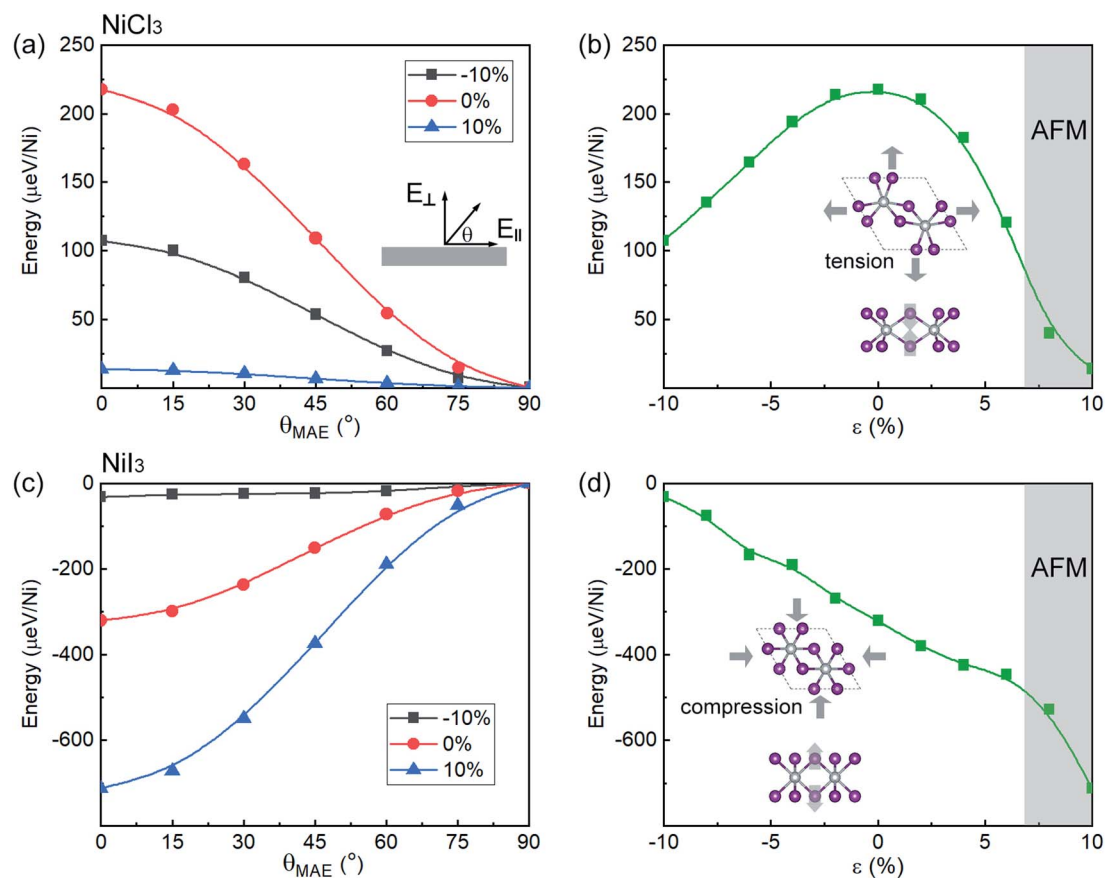 NiCl₃
(a)
250
200
150
100
50
Energy (μeV/Ni)
-10%
0%
10%
E⊥
θ
E||
0 15 30 45 60 75 90
θMAE (°)
(b)
250
200
150
100
50
Energy (μeV/Ni)
AFM
tension
-10 -5 0 5 10
ε (%)
NiI₃
(c)
0
-200
-400
-600
Energy (μeV/Ni)
-10%
0%
10%
0 15 30 45 60 75 90
θMAE (°)
(d)
0
-200
-400
-600
Energy (μeV/Ni)
AFM
compression
-10 -5 0 5 10
ε (%)